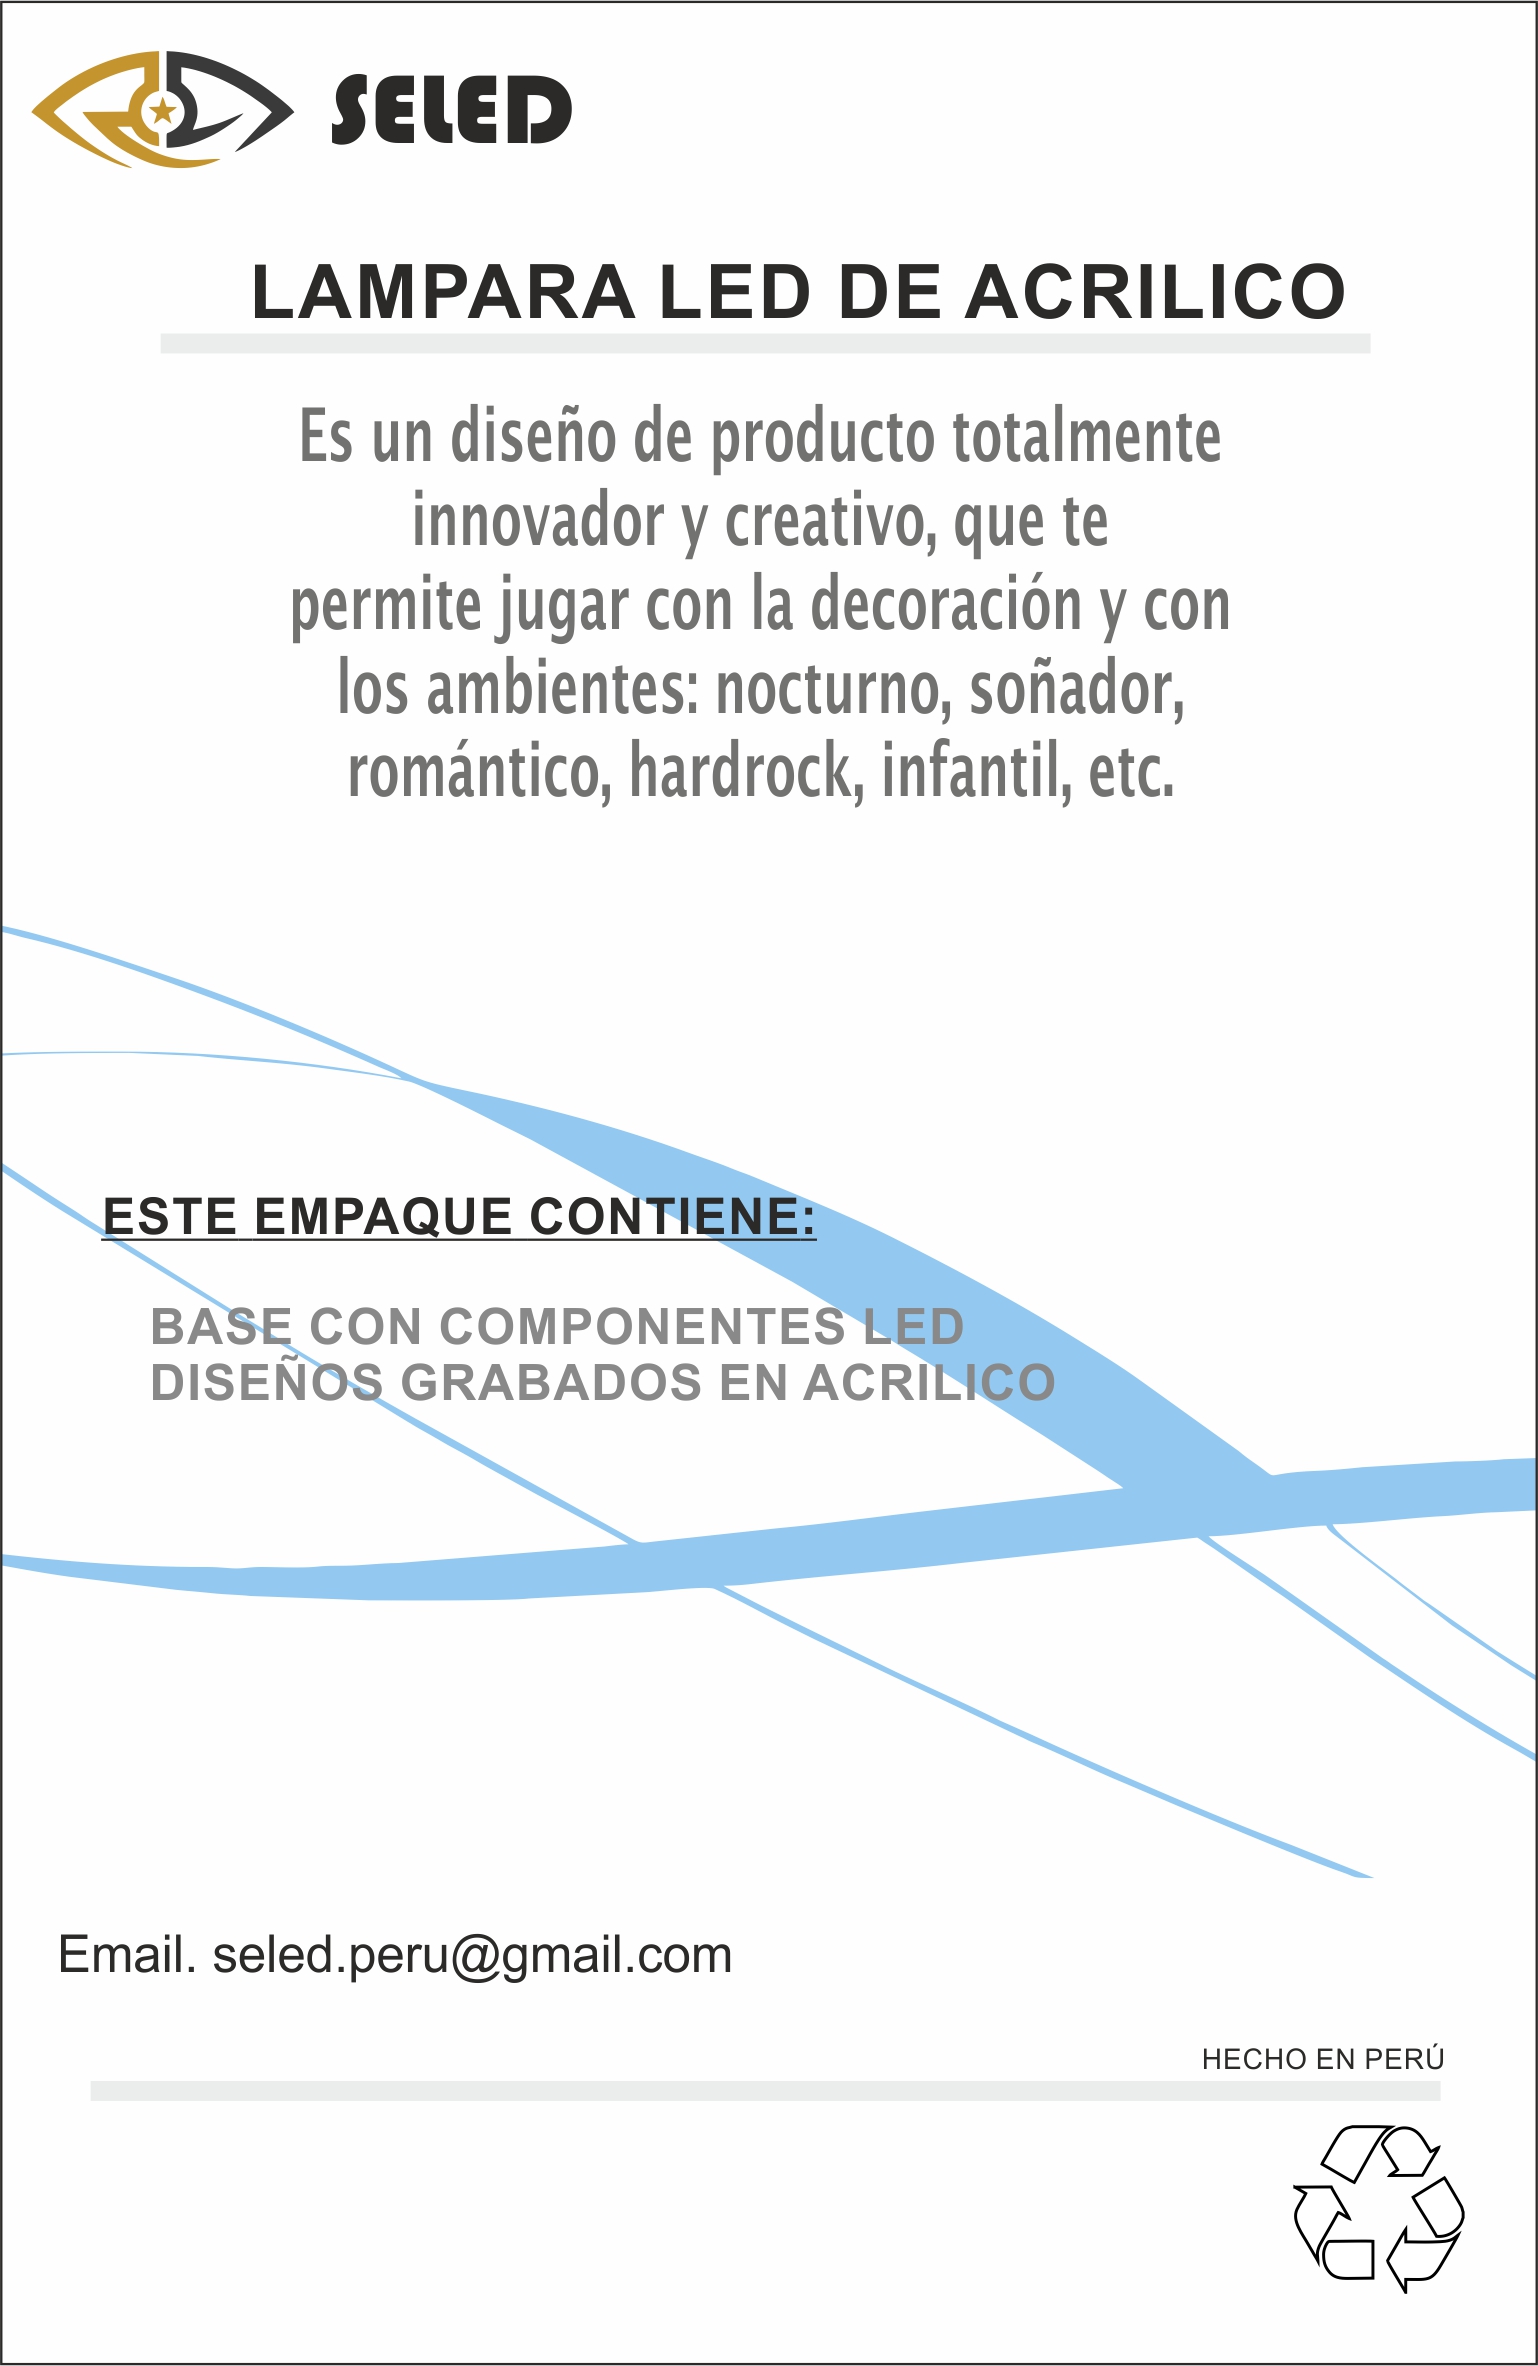 SELED
LAMPARA LED DE ACRILICO
Es un diseño de producto totalmente
innovador y creativo, que te
permite jugar con la decoración y con
los ambientes: nocturno, soñador,
romántico, hardrock, infantil, etc.
ESTE EMPAQUE CONTIENE:
BASE CON COMPONENTES LED
DISEÑOS GRABADOS EN ACRILICO
Email. seled.peru@gmail.com
HECHO EN PERÚ